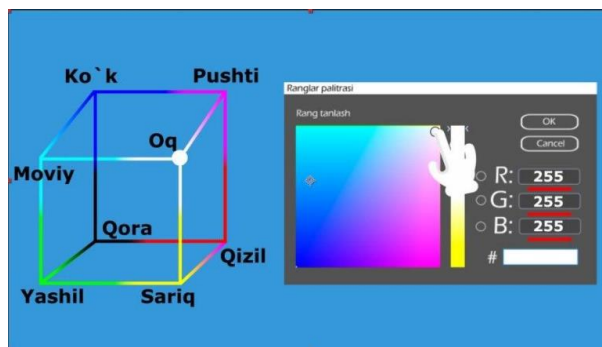 Ko`k
Pushti
Oq
Moviy
Qora
Qizil
Yashil
Sariq
Ranglar palitrasi
Rang tanlash
OK
Cancel
R: 255
G: 255
B: 255
#